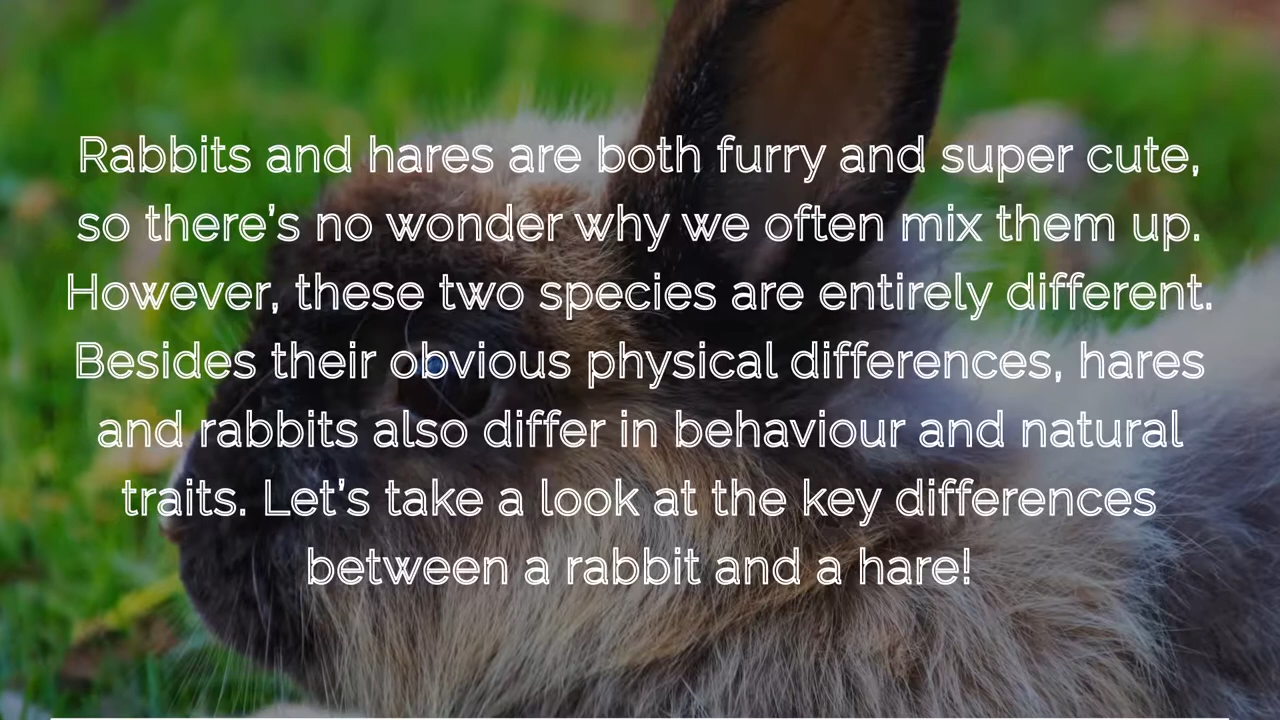 Rabbits and hares are both furry and super cute,
so there's no wonder why we often mix them up.
However, these two species are entirely different.
Besides their obvious physical differences, hares
and rabbits also differ in behaviour and natural
traits. Let's take a look at the key differences
between a rabbit and a hare!